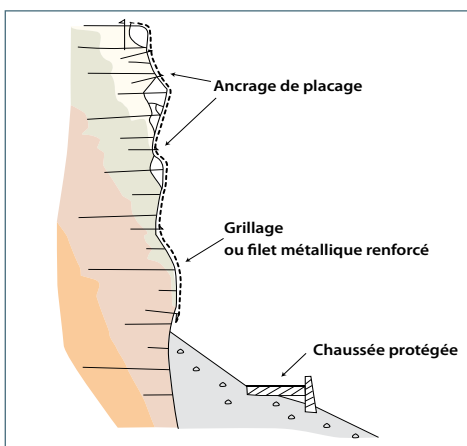 Ancrage de placage
Grillage
ou filet métallique renforcé
Chaussée protégée